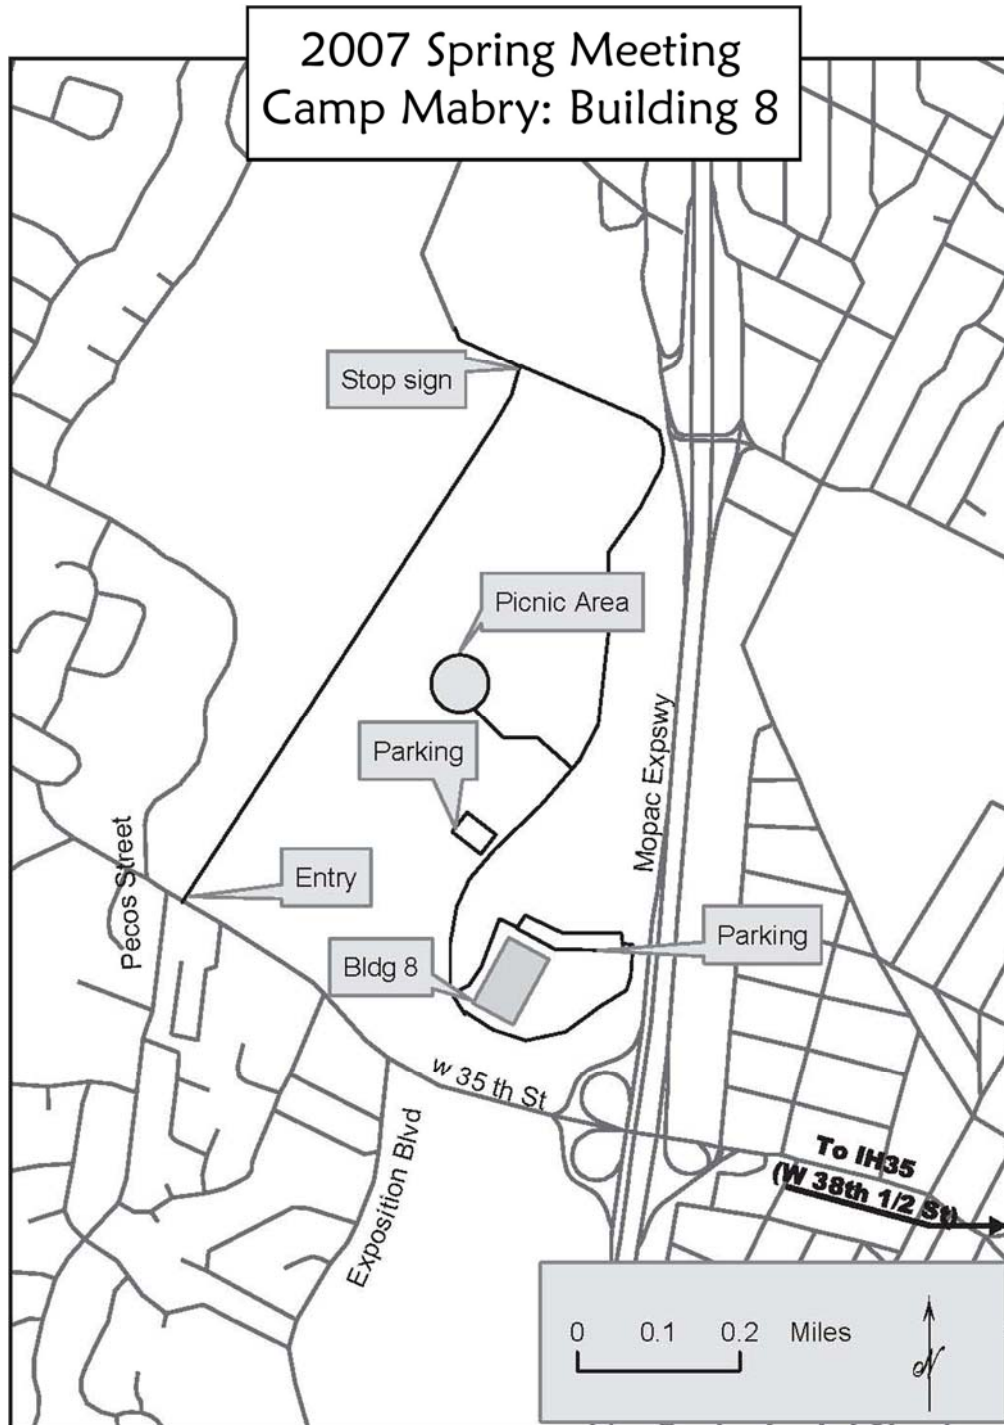 2007 Spring Meeting
Camp Mabry: Building 8
Stop sign
Picnic Area
Parking
Mopac Expswy
Pecos Street
Entry
Parking
Bldg 8
w 35 th St
Exposition Blvd
To IH35
(W 38th 1/2 St)
0 0.1 0.2 Miles
N